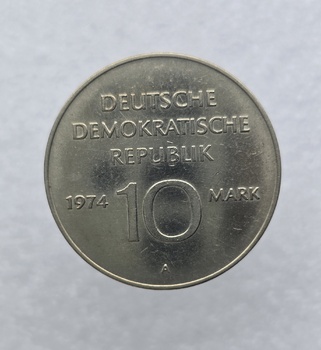 DEUTSCHE
DEMOKRATISCHE
REPUBLIK
1974 10 MARK
A